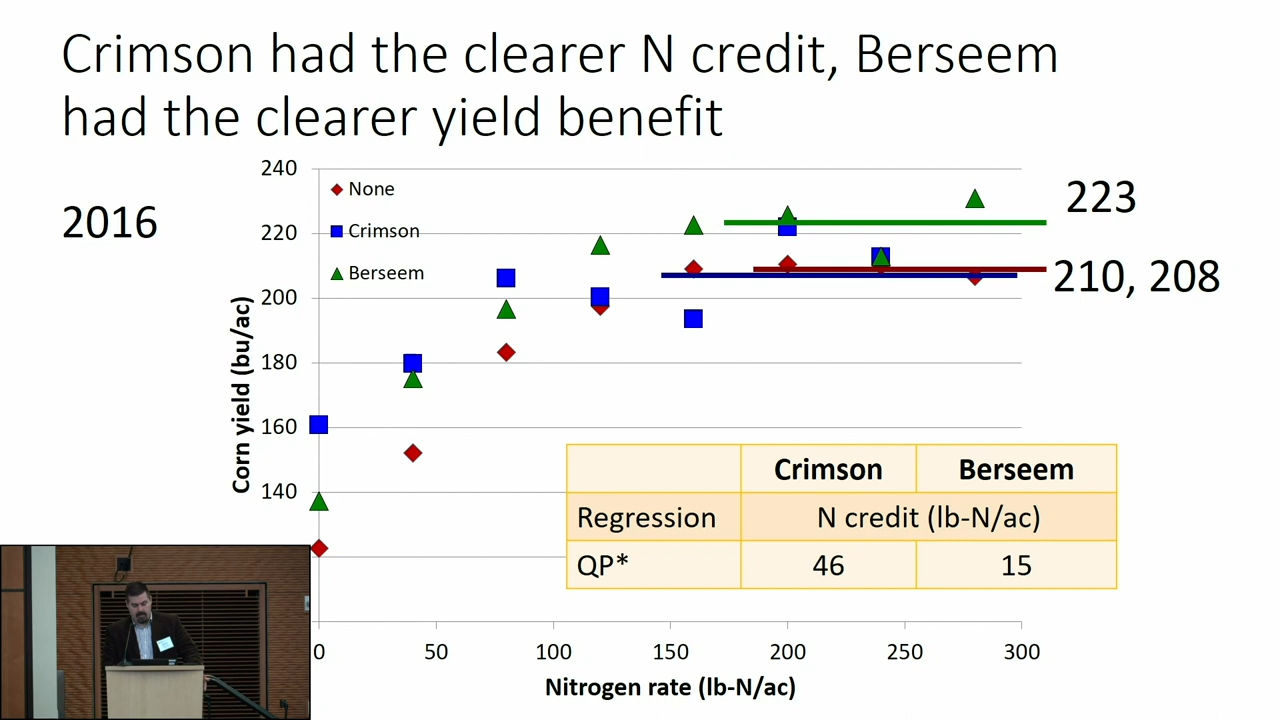 Crimson had the clearer N credit, Berseem
had the clearer yield benefit
2016
240
220
200
180
160
140
Corn yield (bu/ac)
None
Crimson
Berseem
223
210, 208
Crimson Berseem
Regression N credit (lb-N/ac)
QP* 46 15
0 50 100 150 200 250 300
Nitrogen rate (lb-N/ac)